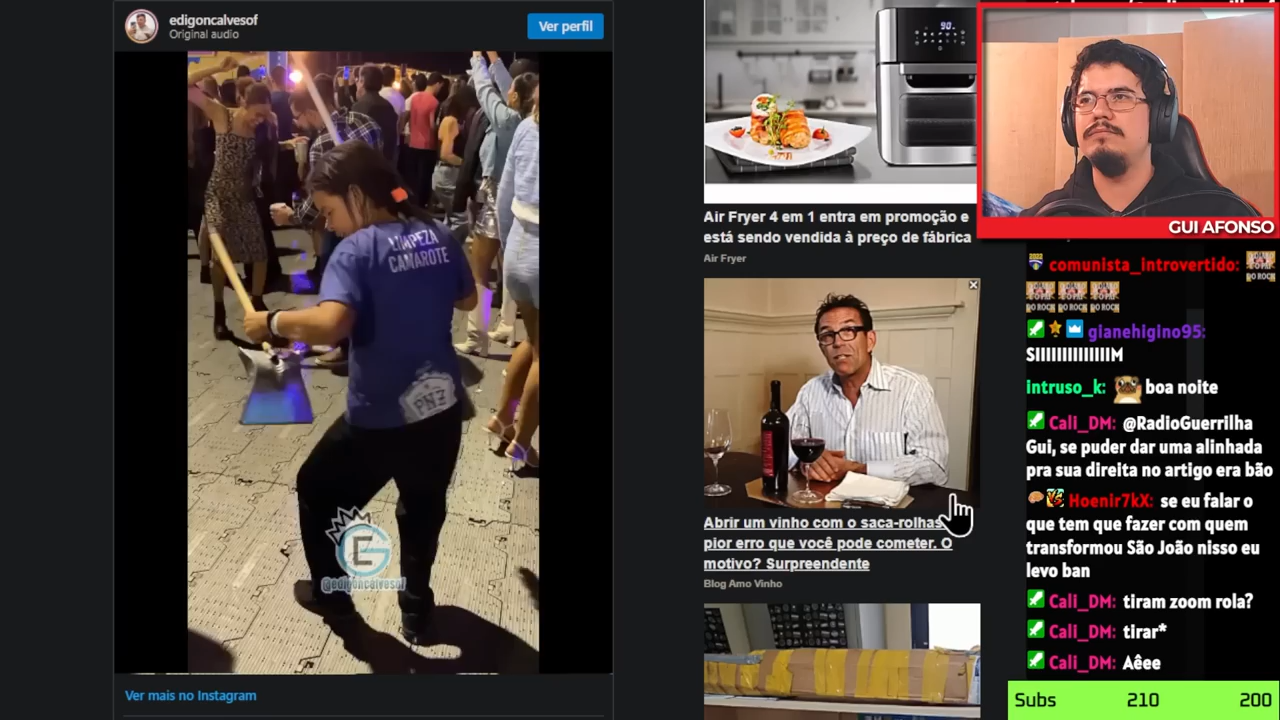 edigoncalvesof
Original audio
Ver perfil
LIMPEZA
CAMAROTE
PNZ
@edigoncalvesof
Ver mais no Instagram
90
Air Fryer 4 em 1 entra em promoção e
está sendo vendida à preço de fábrica
Air Fryer
Abrir um vinho com o saca-rolhas
pior erro que você pode cometer. O
motivo? Surpreendente
Blog Amo Vinho
GUI AFONSO
comunista_introvertido:
gianehigino95:
SIIIIIIIIIIIIIM
intruso_k: boa noite
Cali_DM: @RadioGuerrilha
Gui, se puder dar uma alinhada
pra sua direita no artigo era bão
Hoenir7kX: se eu falar o
que tem que fazer com quem
transformou São João nisso eu
levo ban
Cali_DM: tiram zoom rola?
Cali_DM: tirar*
Cali_DM: Aêee
Subs 210 200